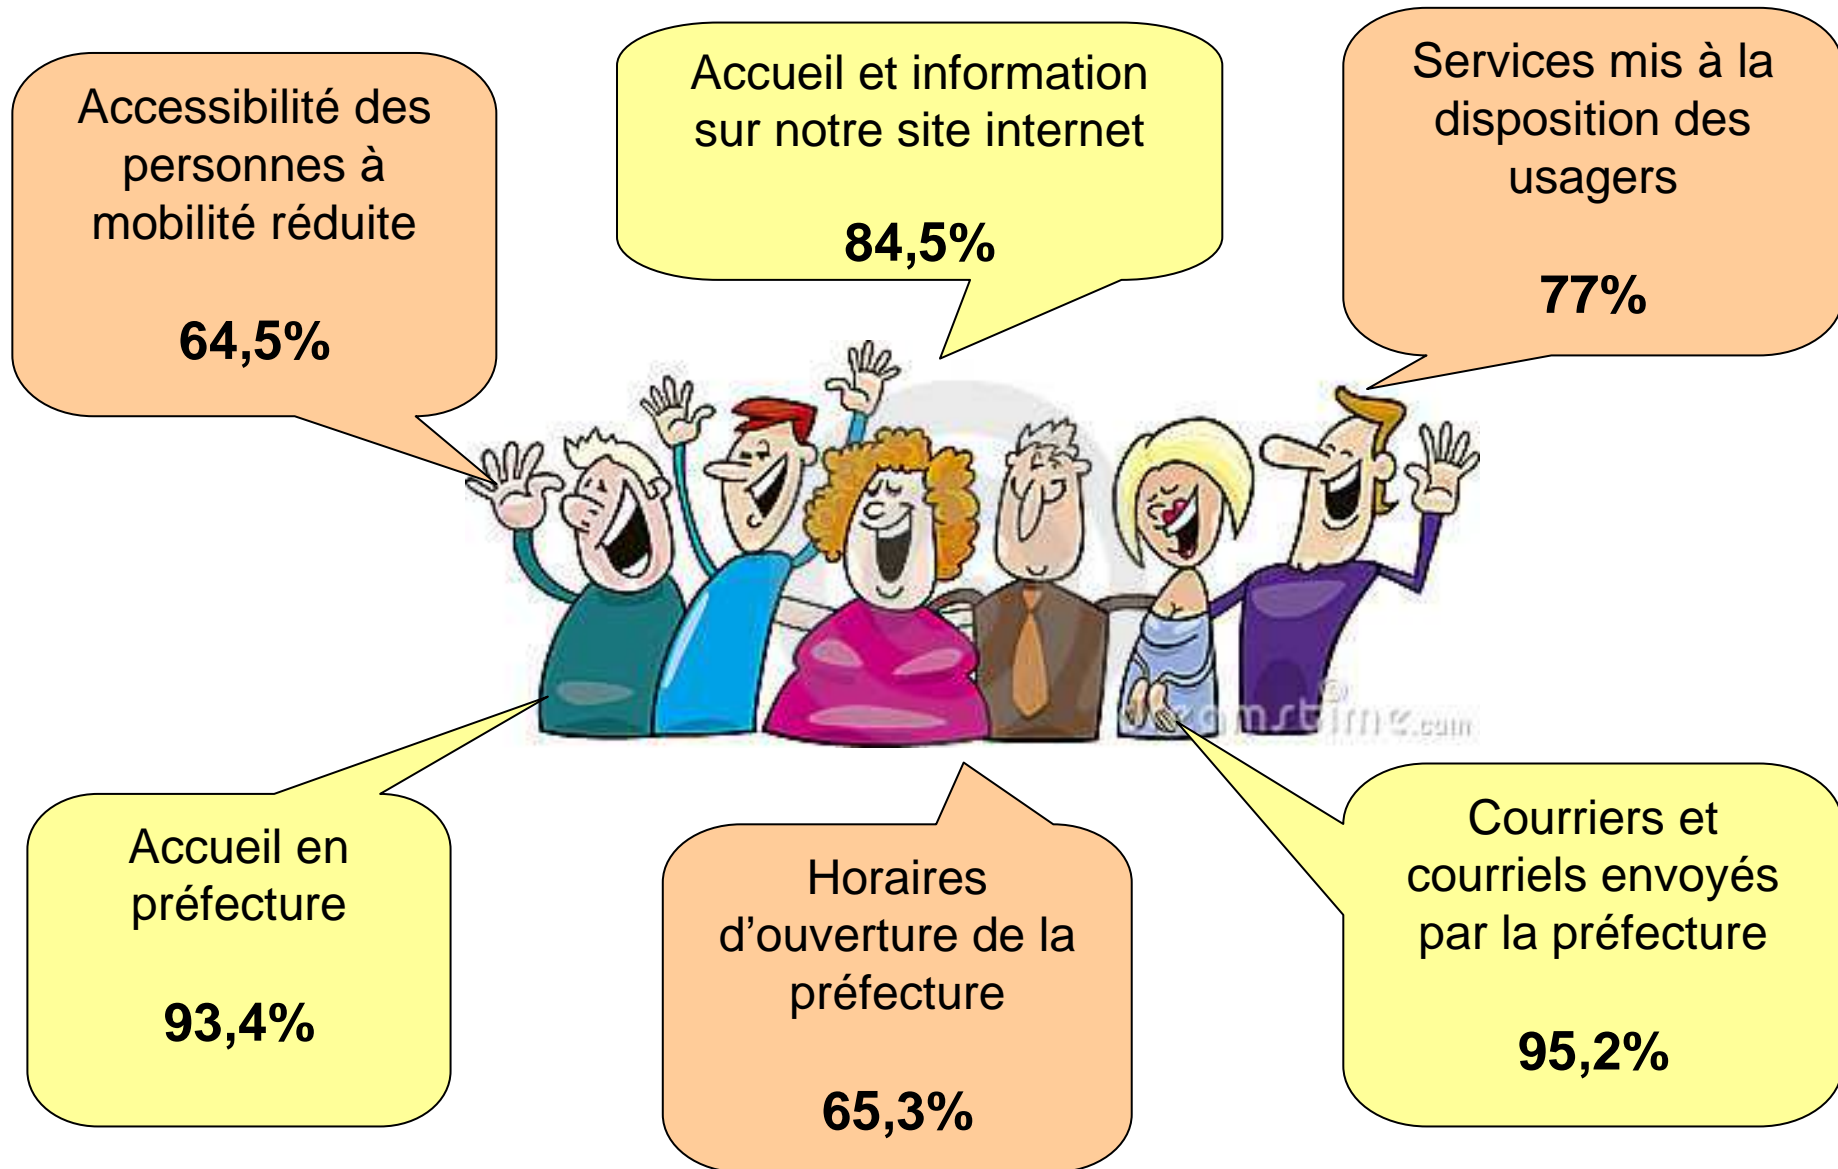 Accessibilité des
personnes à
mobilité réduite
64,5%
Accueil et information
sur notre site internet
84,5%
Services mis à la
disposition des
usagers
77%
dreamstime.com
Accueil en
préfecture
93,4%
Horaires
d’ouverture de la
préfecture
65,3%
Courriers et
courriels envoyés
par la préfecture
95,2%